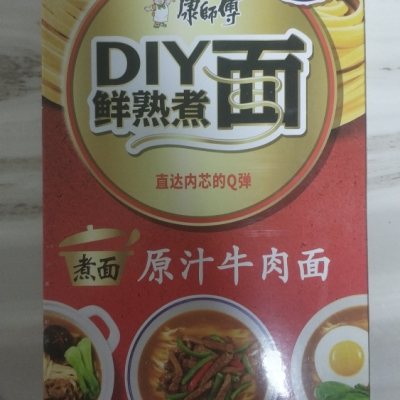 康師傅
DIY
鲜熟煮面
直达内芯的Q弹
煮面
原汁牛肉面